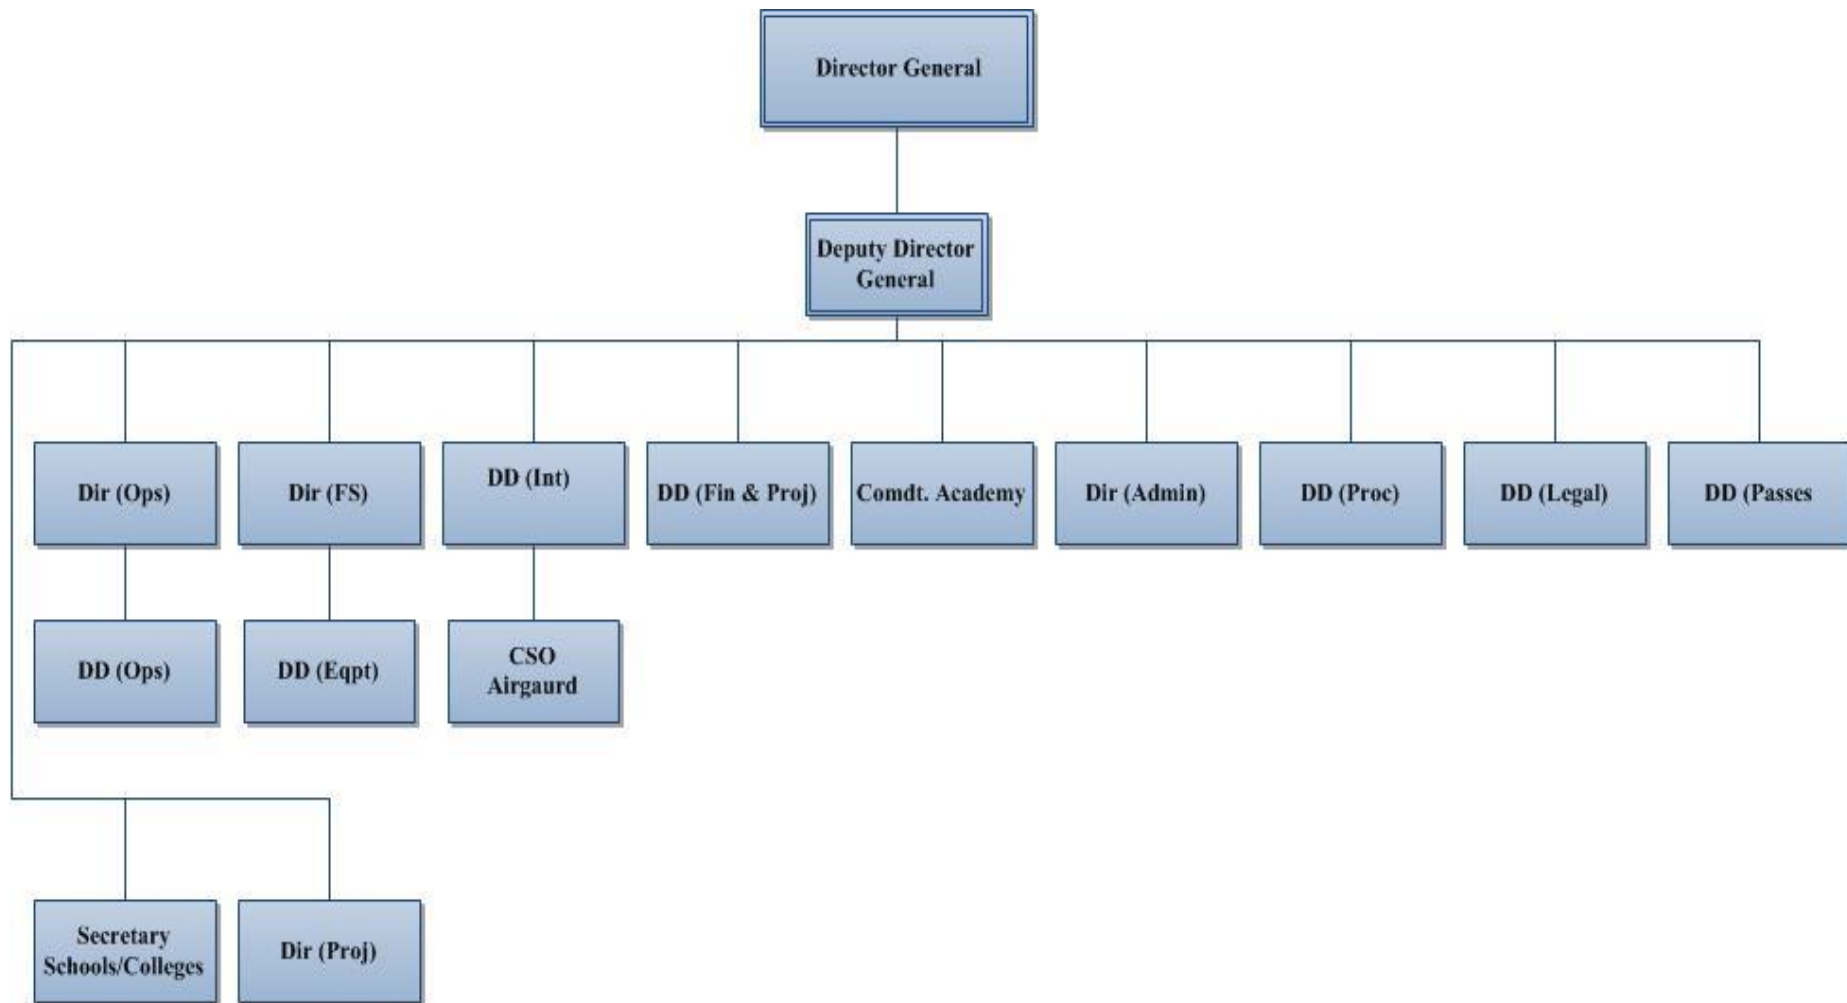 Director General
Deputy Director
General
Dir (Ops)
Dir (FS)
DD (Int)
DD (Fin & Proj)
Comdt. Academy
Dir (Admin)
DD (Proc)
DD (Legal)
DD (Passes
DD (Ops)
DD (Eqpt)
CSO
Airgaurd
Secretary
Schools/Colleges
Dir (Proj)